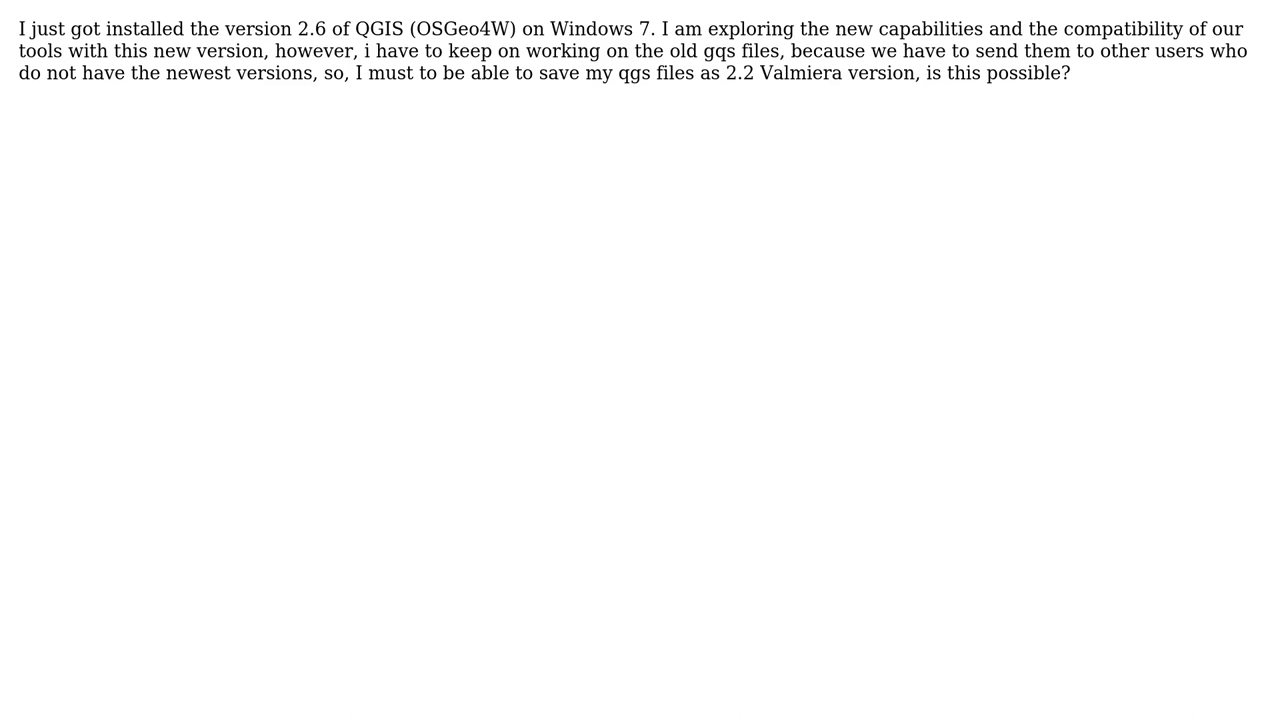 I just got installed the version 2.6 of QGIS (OSGeo4W) on Windows 7. I am exploring the new capabilities and the compatibility of our
tools with this new version, however, i have to keep on working on the old gqs files, because we have to send them to other users who
do not have the newest versions, so, I must to be able to save my qgs files as 2.2 Valmiera version, is this possible?